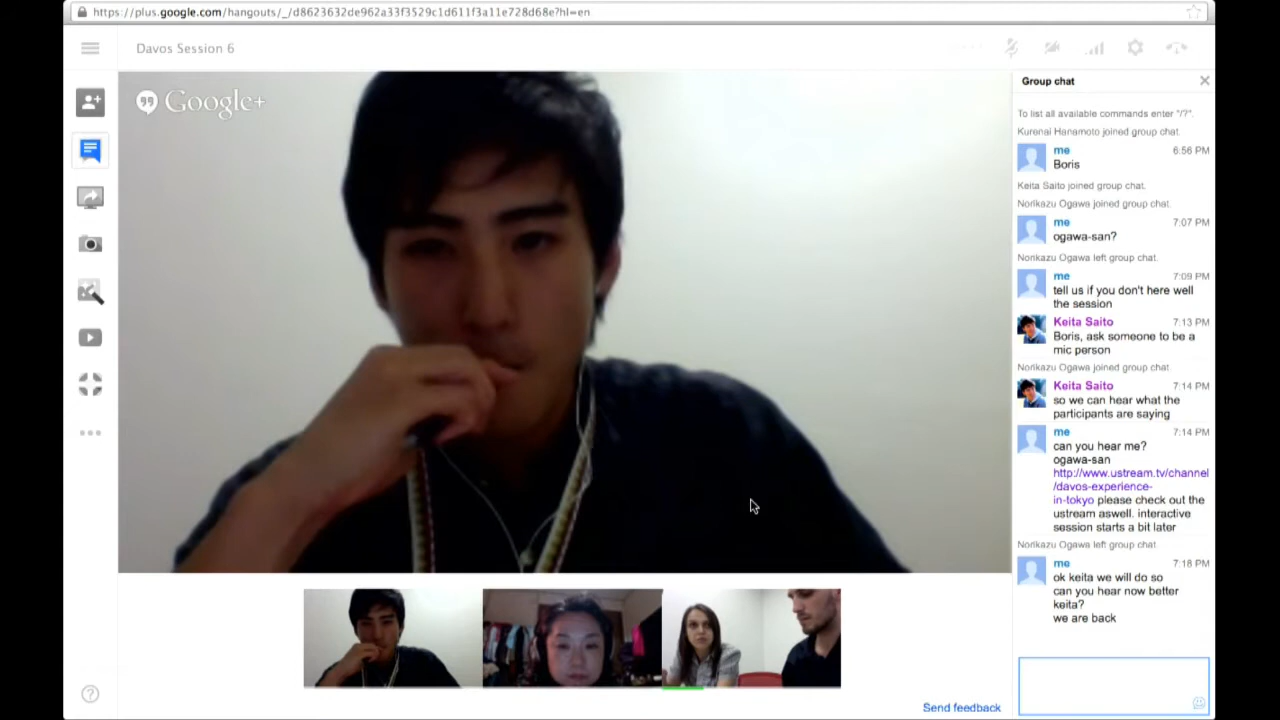 https://plus.google.com/hangouts/_/d8623632de962a33f3529c1d611f3a11e728d68e?hl=en
Davos Session 6
Google+
Group chat
To list all available commands enter "/?".
Kurenai Hanamoto joined group chat.
me 6:56 PM
Boris
Keita Saito joined group chat.
Norikazu Ogawa joined group chat.
me 7:07 PM
ogawa-san?
Norikazu Ogawa left group chat.
me 7:09 PM
tell us if you don't here well
the session
Keita Saito 7:13 PM
Boris, ask someone to be a
mic person
Norikazu Ogawa joined group chat.
Keita Saito 7:14 PM
so we can hear what the
participants are saying
me 7:14 PM
can you hear me?
ogawa-san
http://www.ustream.tv/channel
/davos-experience-
in-tokyo please check out the
ustream aswell. interactive
session starts a bit later
Norikazu Ogawa left group chat.
me 7:18 PM
ok keita we will do so
can you hear now better
keita?
we are back
Send feedback